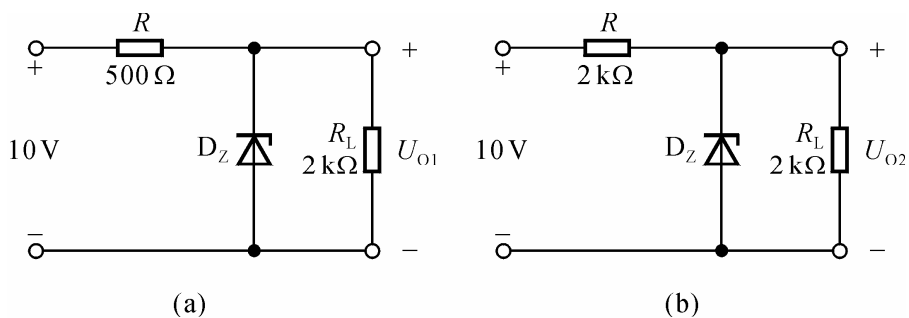 R
500 Ω
+
10 V
−
D_Z
R_L
2 kΩ
+
U_O1
−
(a)
R
2 kΩ
+
10 V
−
D_Z
R_L
2 kΩ
+
U_O2
−
(b)